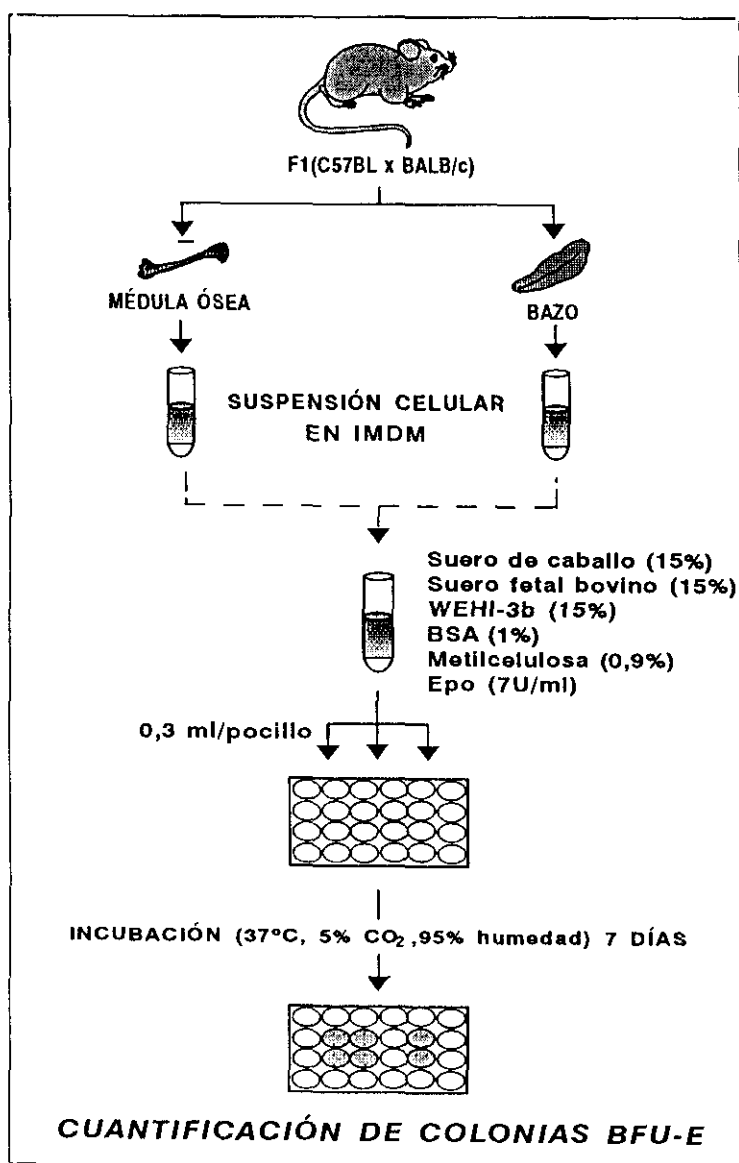 F1(C57BL x BALB/c)
MÉDULA ÓSEA
BAZO
SUSPENSIÓN CELULAR
EN IMDM
Suero de caballo (15%)
Suero fetal bovino (15%)
WEHI-3b (15%)
BSA (1%)
Metilcelulosa (0,9%)
Epo (7U/ml)
0,3 ml/pocillo
INCUBACIÓN (37ºC, 5% CO₂ ,95% humedad) 7 DÍAS
CUANTIFICACIÓN DE COLONIAS BFU-E